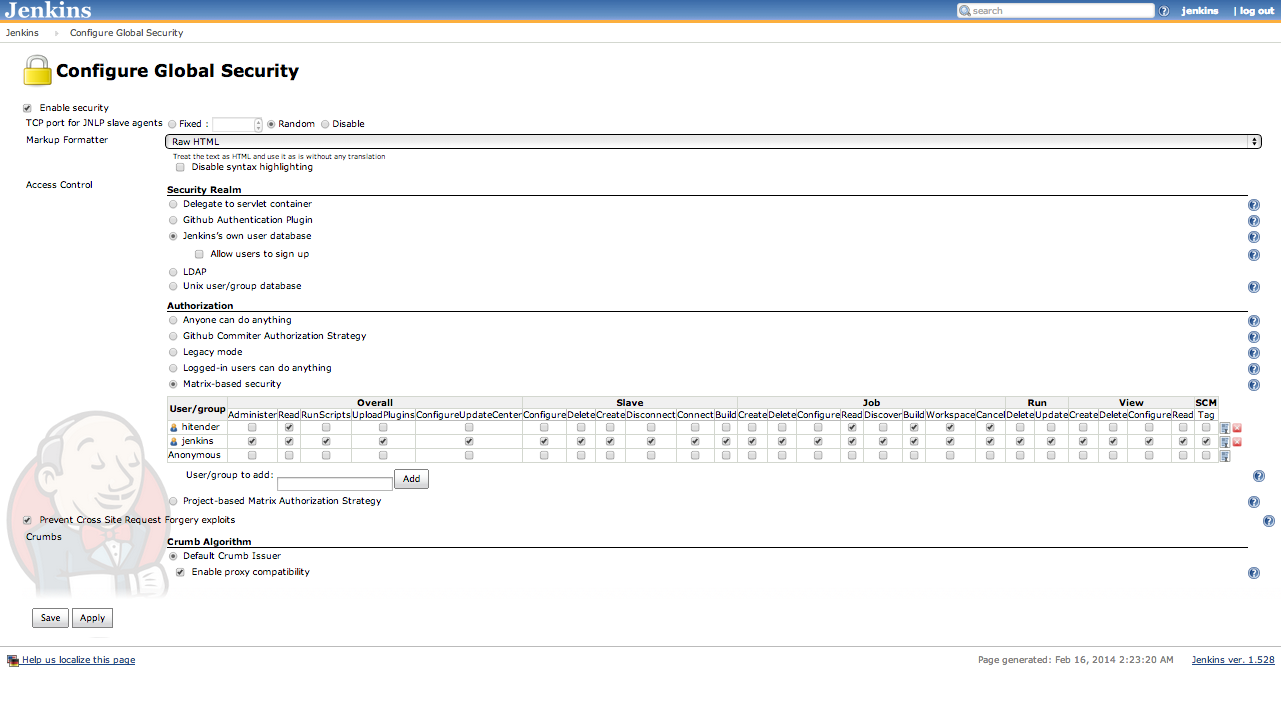 Jenkins search jenkins | log out
Jenkins Configure Global Security
Configure Global Security
Enable security
TCP port for JNLP slave agents Fixed : Random Disable
Markup Formatter Raw HTML
Treat the text as HTML and use it as is without any translation
Disable syntax highlighting
Access Control
Security Realm
Delegate to servlet container
Github Authentication Plugin
Jenkins's own user database
Allow users to sign up
LDAP
Unix user/group database
Authorization
Anyone can do anything
Github Commiter Authorization Strategy
Legacy mode
Logged-in users can do anything
Matrix-based security
User/group Overall Slave Job Run View SCM
Administer Read RunScripts UploadPlugins ConfigureUpdateCenter Configure Delete Create Disconnect Connect Build Create Delete Configure Read Discover Build Workspace Cancel Delete Update Create Delete Configure Read Tag
hitender
jenkins
Anonymous
User/group to add: Add
Project-based Matrix Authorization Strategy
Prevent Cross Site Request Forgery exploits
Crumbs
Crumb Algorithm
Default Crumb Issuer
Enable proxy compatibility
Save Apply
Help us localize this page Page generated: Feb 16, 2014 2:23:20 AM Jenkins ver. 1.528